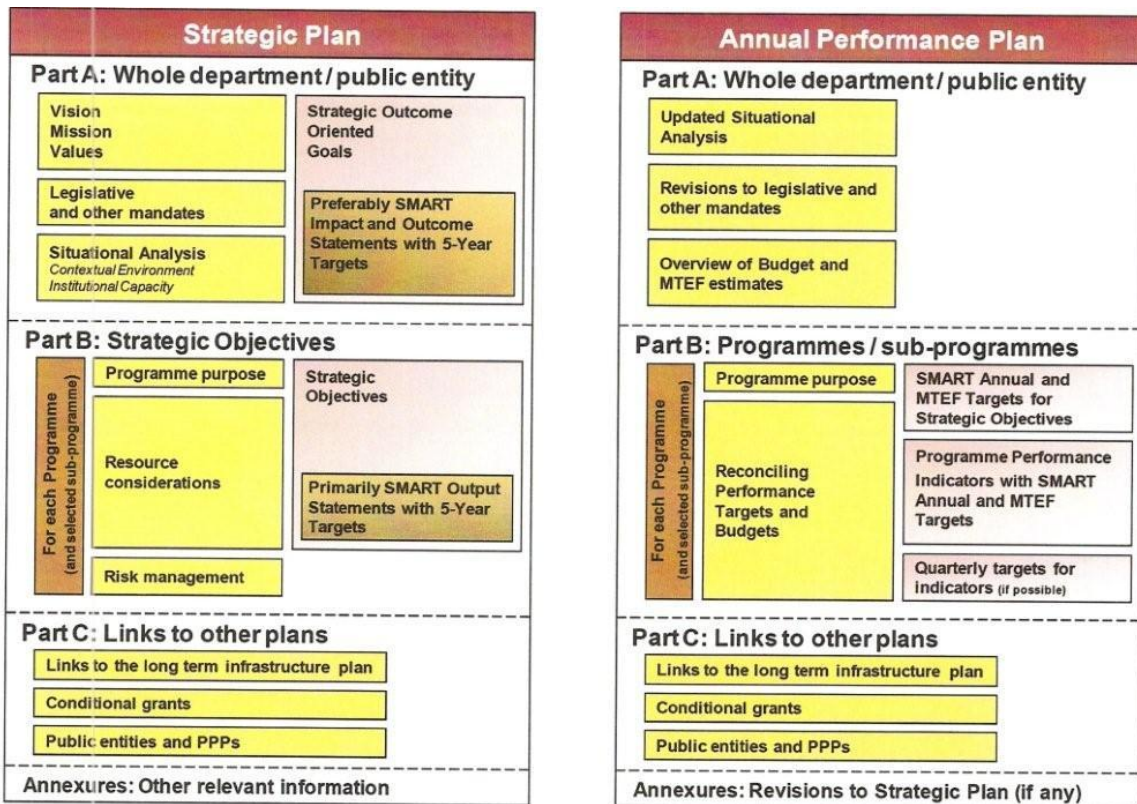 Strategic Plan
Part A: Whole department / public entity
Vision
Mission
Values
Strategic Outcome
Oriented
Goals
Legislative
and other mandates
Preferably SMART
Impact and Outcome
Statements with 5-Year
Targets
Situational Analysis
Contextual Environment
Institutional Capacity
Part B: Strategic Objectives
For each Programme
(and selected sub-programme)
Programme purpose
Strategic
Objectives
Resource
considerations
Primarily SMART Output
Statements with 5-Year
Targets
Risk management
Part C: Links to other plans
Links to the long term infrastructure plan
Conditional grants
Public entities and PPPs
Annexures: Other relevant information
Annual Performance Plan
Part A: Whole department / public entity
Updated Situational
Analysis
Revisions to legislative and
other mandates
Overview of Budget and
MTEF estimates
Part B: Programmes / sub-programmes
For each Programme
(and selected sub-programme)
Programme purpose
SMART Annual and
MTEF Targets for
Strategic Objectives
Reconciling
Performance
Targets and
Budgets
Programme Performance
Indicators with SMART
Annual and MTEF
Targets
Quarterly targets for
indicators (if possible)
Part C: Links to other plans
Links to the long term infrastructure plan
Conditional grants
Public entities and PPPs
Annexures: Revisions to Strategic Plan (if any)